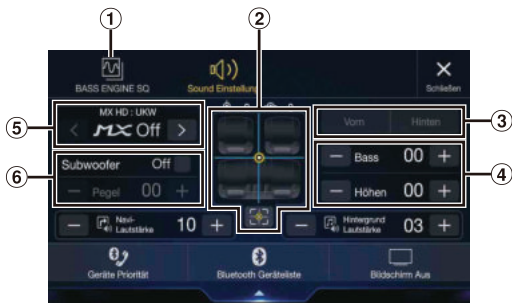 ① ②
BASS ENGINE SQ
Sound Einstellung
Schließen
MX HD : UKW
< MX Off >
⑤
Vorn Hinten
③
Subwoofer Off
⑥
− Pegel 00 +
− Bass 00 +
④
− Höhen 00 +
− Navi-Lautstärke 10 +
− Hintergrund Lautstärke 03 +
Geräte Priorität
Bluetooth Geräteliste
Bildschirm Aus